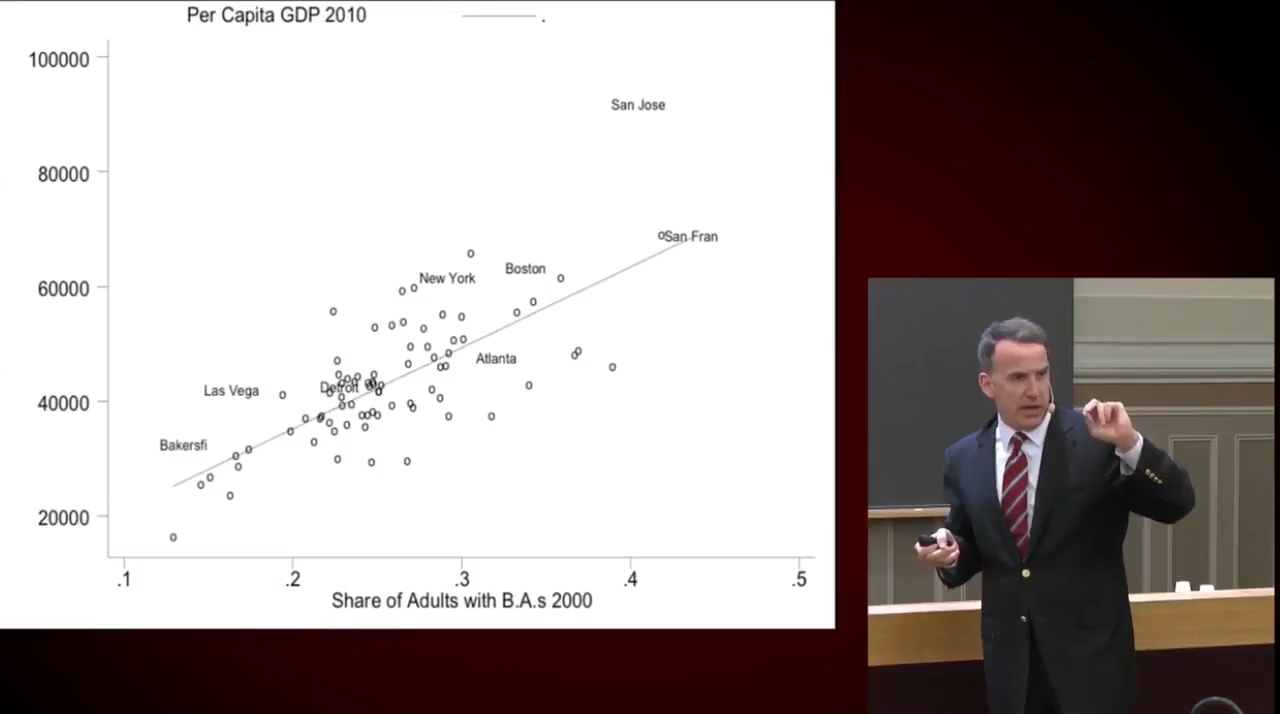 Per Capita GDP 2010 .
100000
San Jose
80000
San Fran
Boston
New York
60000
Atlanta
Las Vega
Detroit
40000
Bakersfi
20000
.1 .2 .3 .4 .5
Share of Adults with B.A.s 2000